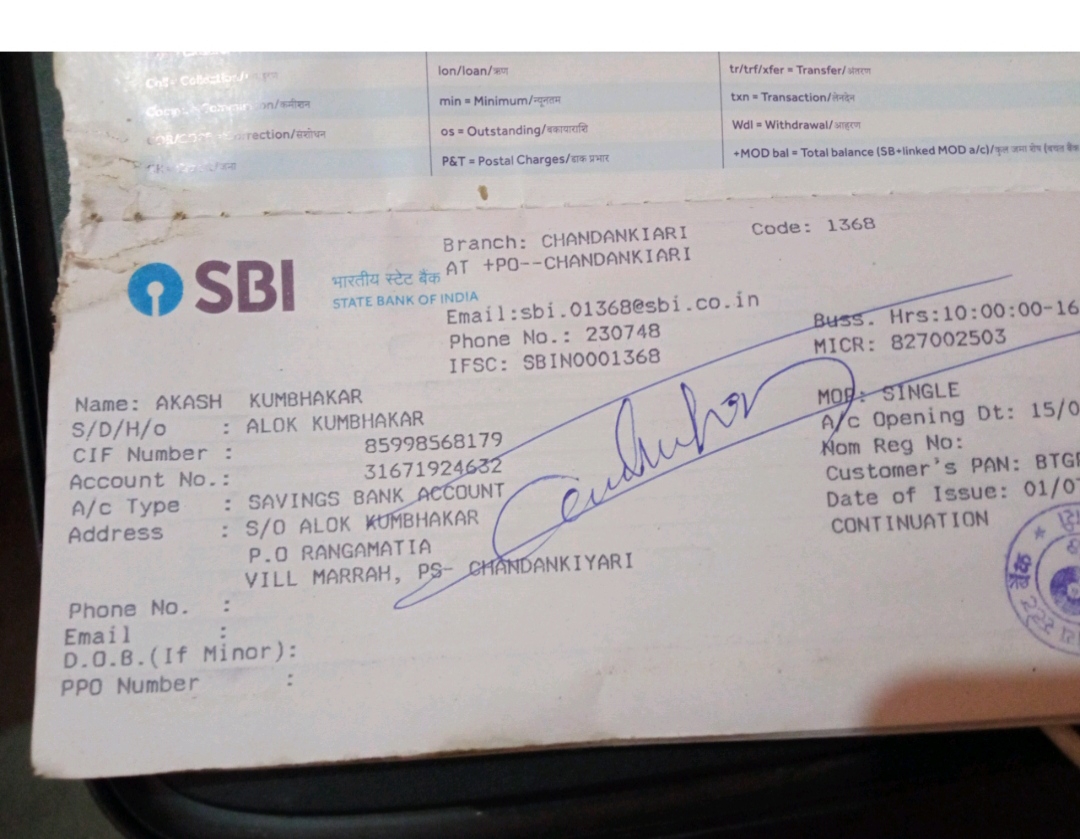 lon/loan/ऋण
tr/trf/xfer = Transfer/अंतरण
min = Minimum/न्यूनतम
txn = Transaction/लेनदेन
rrection/संशोधन
os = Outstanding/बकायाराशि
Wdl = Withdrawal/आहरण
P&T = Postal Charges/डाक प्रभार
+MOD bal = Total balance (SB+linked MOD a/c)/कुल जमा शेष (बचत बैंक
Branch: CHANDANKIARI
Code: 1368
AT +PO--CHANDANKIARI
SBI
भारतीय स्टेट बैंक
STATE BANK OF INDIA
Email:sbi.01368@sbi.co.in
Phone No.: 230748
Buss. Hrs:10:00:00-16
IFSC: SBIN0001368
MICR: 827002503
Name: AKASH KUMBHAKAR
MOP: SINGLE
S/D/H/o : ALOK KUMBHAKAR
A/c Opening Dt: 15/0
CIF Number : 85998568179
Nom Reg No:
Account No.: 31671924632
Customer's PAN: BTG
A/c Type : SAVINGS BANK ACCOUNT
Date of Issue: 01/0
Address : S/O ALOK KUMBHAKAR
CONTINUATION
P.O RANGAMATIA
VILL MARRAH, PS- CHANDANKIYARI
Phone No. :
Email :
D.O.B.(If Minor):
PPO Number :